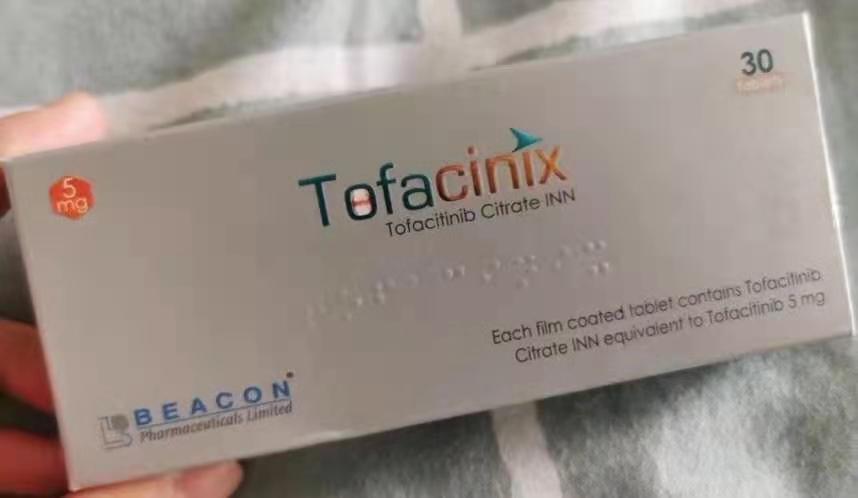 30
Tablets
5
mg
Tofacinix
Tofacitinib Citrate INN
Each film coated tablet contains Tofacitinib
Citrate INN equivalent to Tofacitinib 5 mg
BEACON
Pharmaceuticals Limited